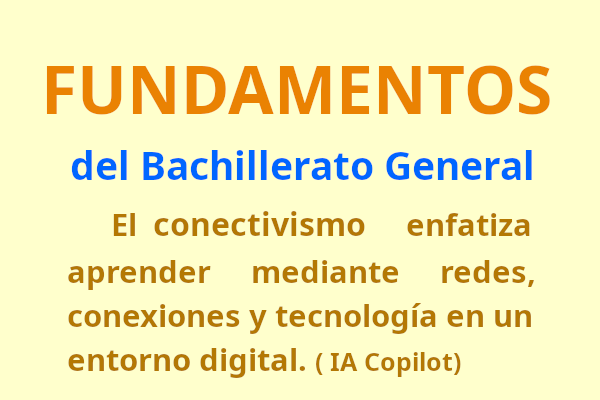 FUNDAMENTOS
del Bachillerato General
El conectivismo enfatiza
aprender mediante redes,
conexiones y tecnología en un
entorno digital. ( IA Copilot)